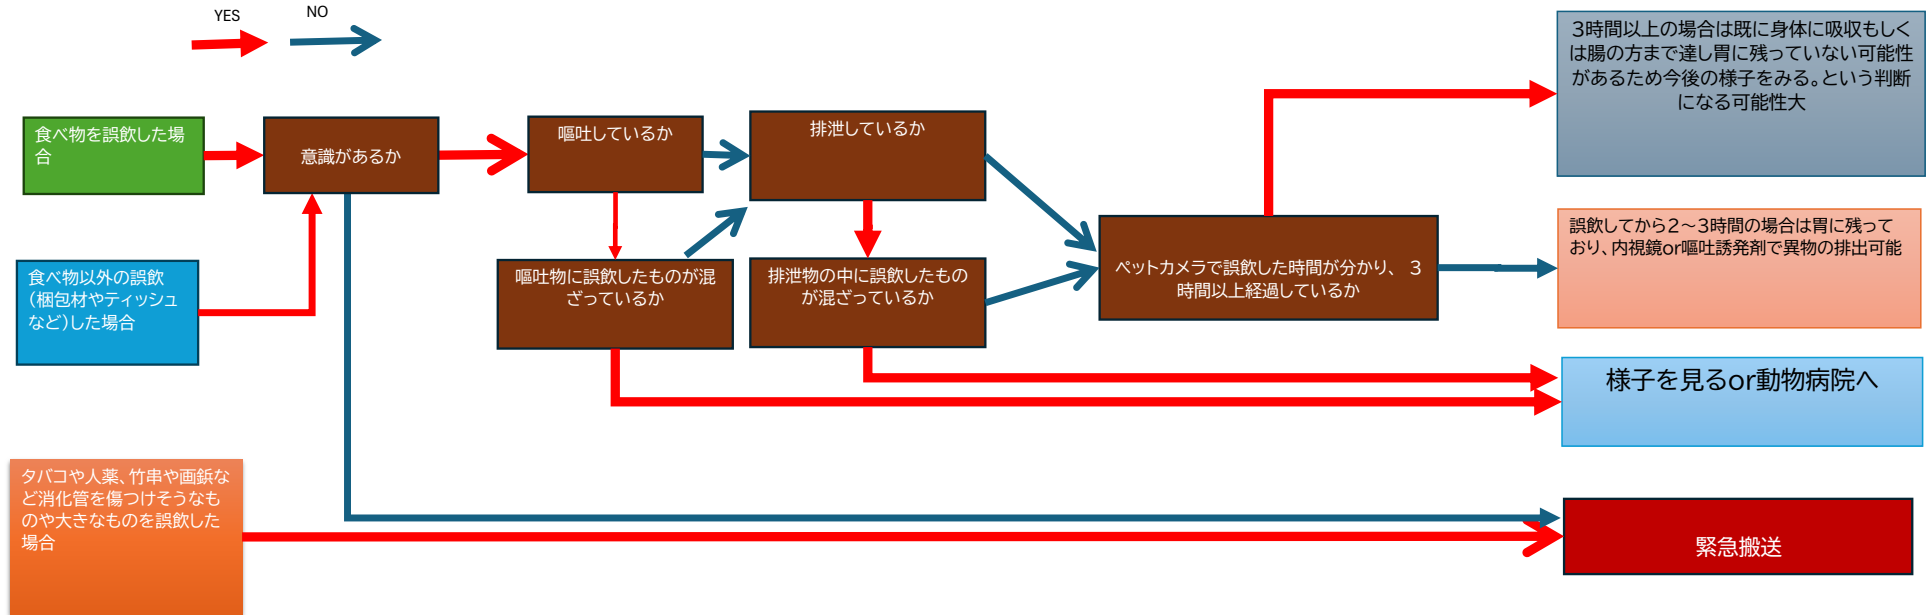 YES
NO
食べ物を誤飲した場
合
意識があるか
嘔吐しているか
排泄しているか
3時間以上の場合は既に身体に吸収もしく
は腸の方まで達し胃に残っていない可能性
があるため今後の様子をみる。という判断
になる可能性大
食べ物以外の誤飲
（梱包材やティッシュ
など）した場合
嘔吐物に誤飲したものが混
ざっているか
排泄物の中に誤飲したもの
が混ざっているか
ペットカメラで誤飲した時間が分かり、 3
時間以上経過しているか
誤飲してから2～3時間の場合は胃に残って
おり、内視鏡or嘔吐誘発剤で異物の排出可能
様子を見るor動物病院へ
タバコや人薬、竹串や画鋲な
ど消化管を傷つけそうなも
のや大きなものを誤飲した
場合
緊急搬送